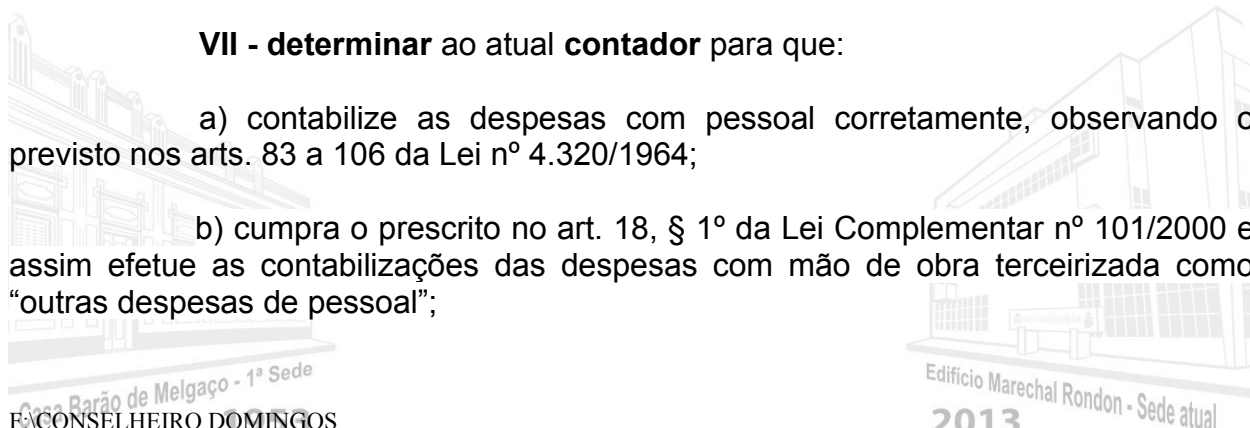 VII - determinar ao atual contador para que:
a) contabilize as despesas com pessoal corretamente, observando o
previsto nos arts. 83 a 106 da Lei nº 4.320/1964;
b) cumpra o prescrito no art. 18, § 1º da Lei Complementar nº 101/2000 e
assim efetue as contabilizações das despesas com mão de obra terceirizada como
“outras despesas de pessoal”;
Casa Barão de Melgaço - 1ª Sede
Edifício Marechal Rondon - Sede atual
F:\CONSELHEIRO DOMINGOS
1953
2013